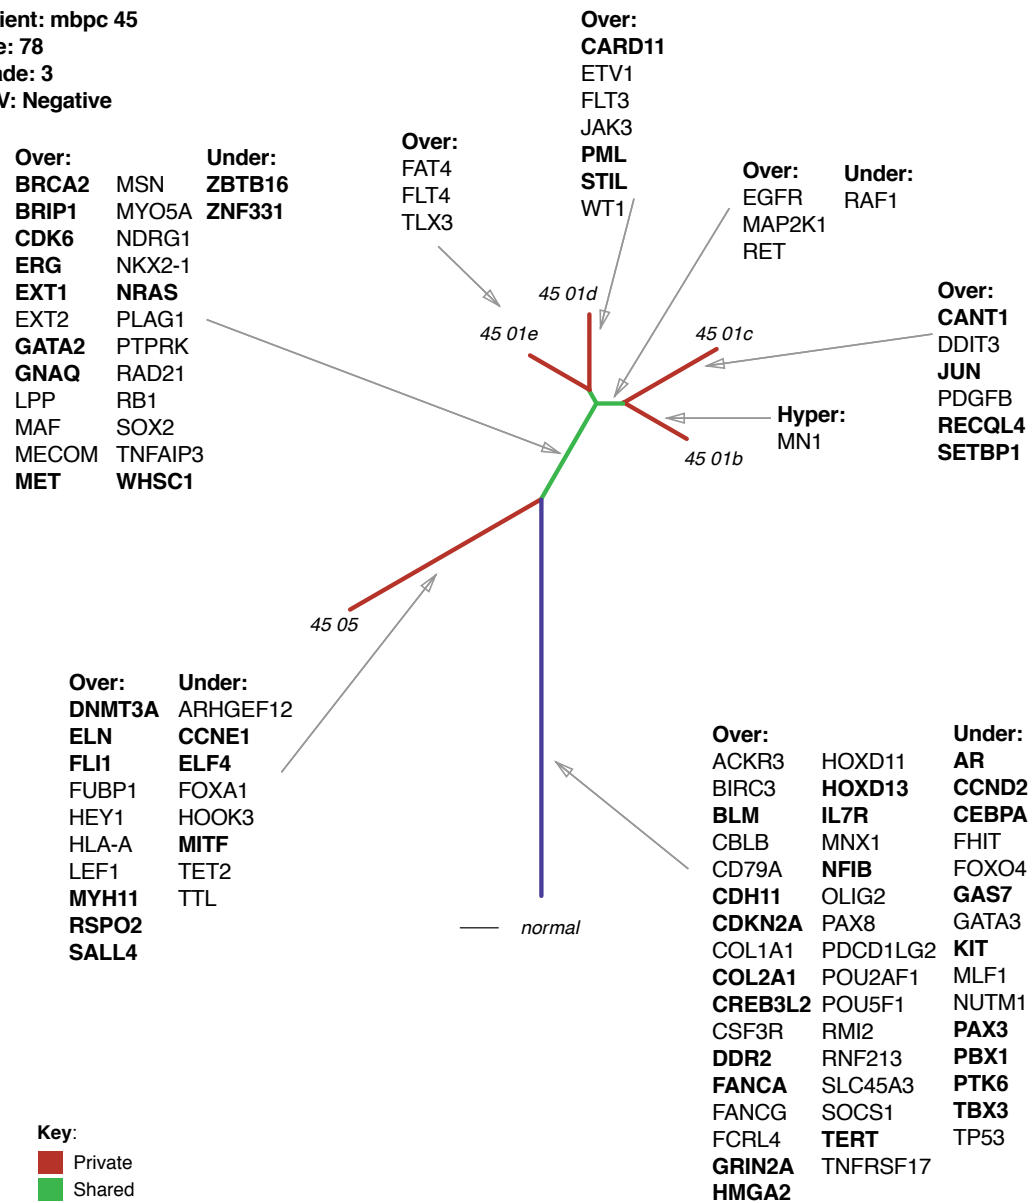 ient: mbpc 45
e: 78
ade: 3
V: Negative
Over:
CARD11
ETV1
FLT3
JAK3
PML
STIL
WT1
Over:
FAT4
FLT4
TLX3
Over: Under:
BRCA2 MSN ZBTB16
BRIP1 MYO5A ZNF331
CDK6 NDRG1
ERG NKX2-1
EXT1 NRAS
EXT2 PLAG1
GATA2 PTPRK
GNAQ RAD21
LPP RB1
MAF SOX2
MECOM TNFAIP3
MET WHSC1
Over: Under:
EGFR RAF1
MAP2K1
RET
Over:
CANT1
DDIT3
JUN
PDGFB
RECQL4
SETBP1
45 01d
45 01e
45 01c
Hyper:
MN1
45 01b
45 05
Over: Under:
DNMT3A ARHGEF12
ELN CCNE1
FLI1 ELF4
FUBP1 FOXA1
HEY1 HOOK3
HLA-A MITF
LEF1 TET2
MYH11 TTL
RSPO2
SALL4
normal
Over: Under:
ACKR3 HOXD11 AR
BIRC3 HOXD13 CCND2
BLM IL7R CEBPA
CBLB MNX1 FHIT
CD79A NFIB FOXO4
CDH11 OLIG2 GAS7
CDKN2A PAX8 GATA3
COL1A1 PDCD1LG2 KIT
COL2A1 POU2AF1 MLF1
CREB3L2 POU5F1 NUTM1
CSF3R RMI2 PAX3
DDR2 RNF213 PBX1
FANCA SLC45A3 PTK6
FANCG SOCS1 TBX3
FCRL4 TERT TP53
GRIN2A TNFRSF17
HMGA2
Key:
Private
Shared